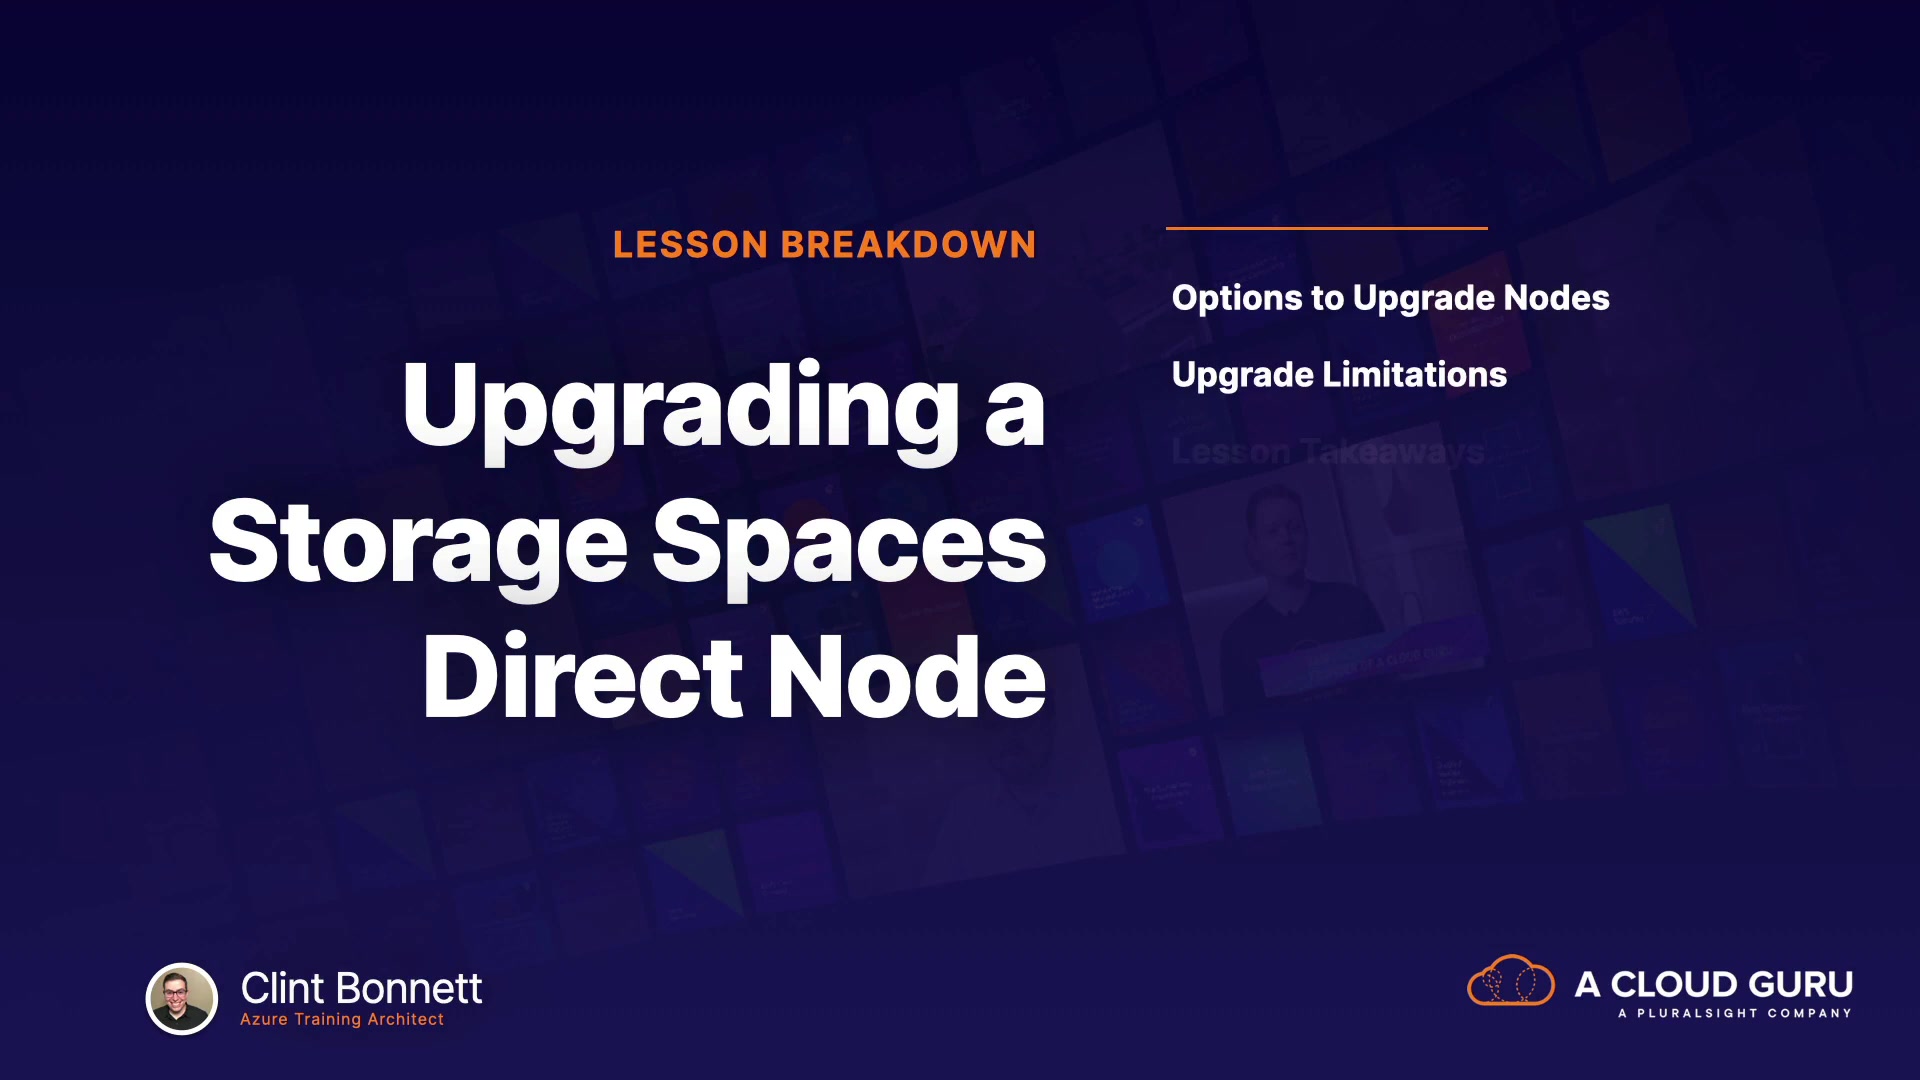 LESSON BREAKDOWN
Upgrading a
Storage Spaces
Direct Node
Options to Upgrade Nodes
Upgrade Limitations
Lesson Takeaways
Clint Bonnett
Azure Training Architect
A CLOUD GURU
A PLURALSIGHT COMPANY